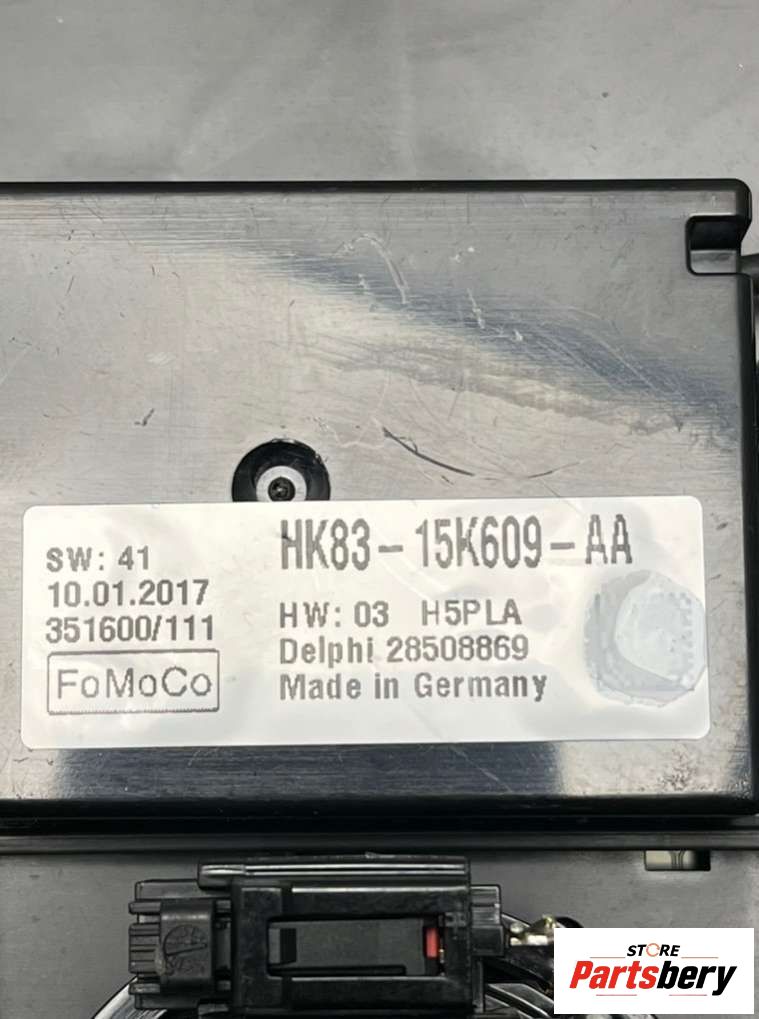 SW: 41
10.01.2017
351600/111
FoMoCo
HK83-15K609-AA
HW: 03 H5PLA
Delphi 28508869
Made in Germany
STORE
Partsbery